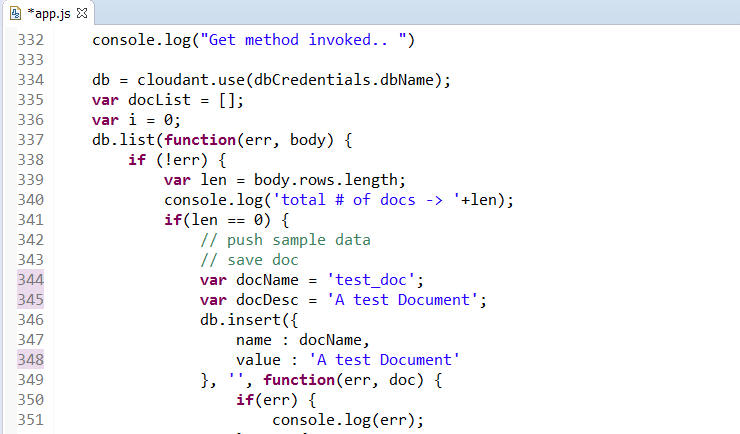 *app.js
332 console.log("Get method invoked.. ")
333
334 db = cloudant.use(dbCredentials.dbName);
335 var docList = [];
336 var i = 0;
337 db.list(function(err, body) {
338 if (!err) {
339 var len = body.rows.length;
340 console.log('total # of docs -> '+len);
341 if(len == 0) {
342 // push sample data
343 // save doc
344 var docName = 'test_doc';
345 var docDesc = 'A test Document';
346 db.insert({
347 name : docName,
348 value : 'A test Document'
349 }, '', function(err, doc) {
350 if(err) {
351 console.log(err);